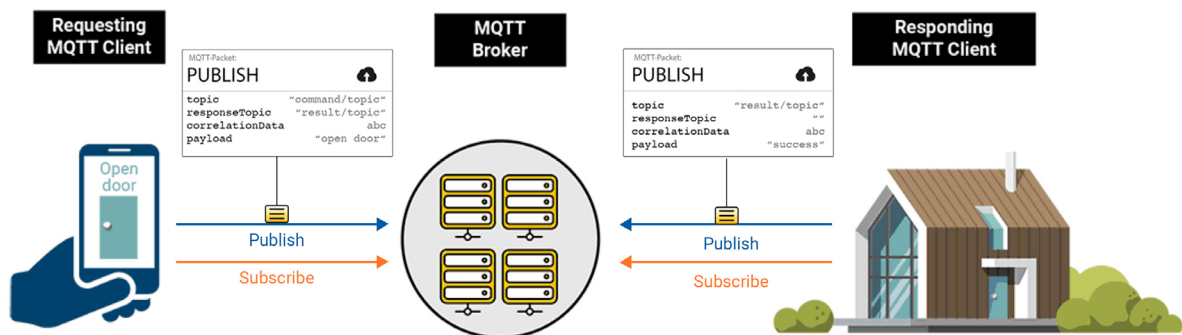 Requesting
MQTT Client
MQTT-Packet:
PUBLISH
topic "command/topic"
responseTopic "result/topic"
correlationData abc
payload "open door"
MQTT
Broker
MQTT-Packet:
PUBLISH
topic "result/topic"
responseTopic ""
correlationData abc
payload "success"
Responding
MQTT Client
Open
door
Publish
Subscribe
Publish
Subscribe